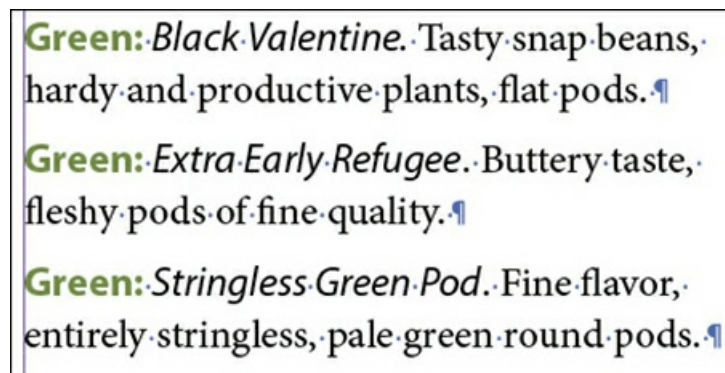 Green: Black Valentine. Tasty snap beans,
hardy and productive plants, flat pods. ¶
Green: Extra Early Refugee. Buttery taste,
fleshy pods of fine quality. ¶
Green: Stringless Green Pod. Fine flavor,
entirely stringless, pale green round pods. ¶